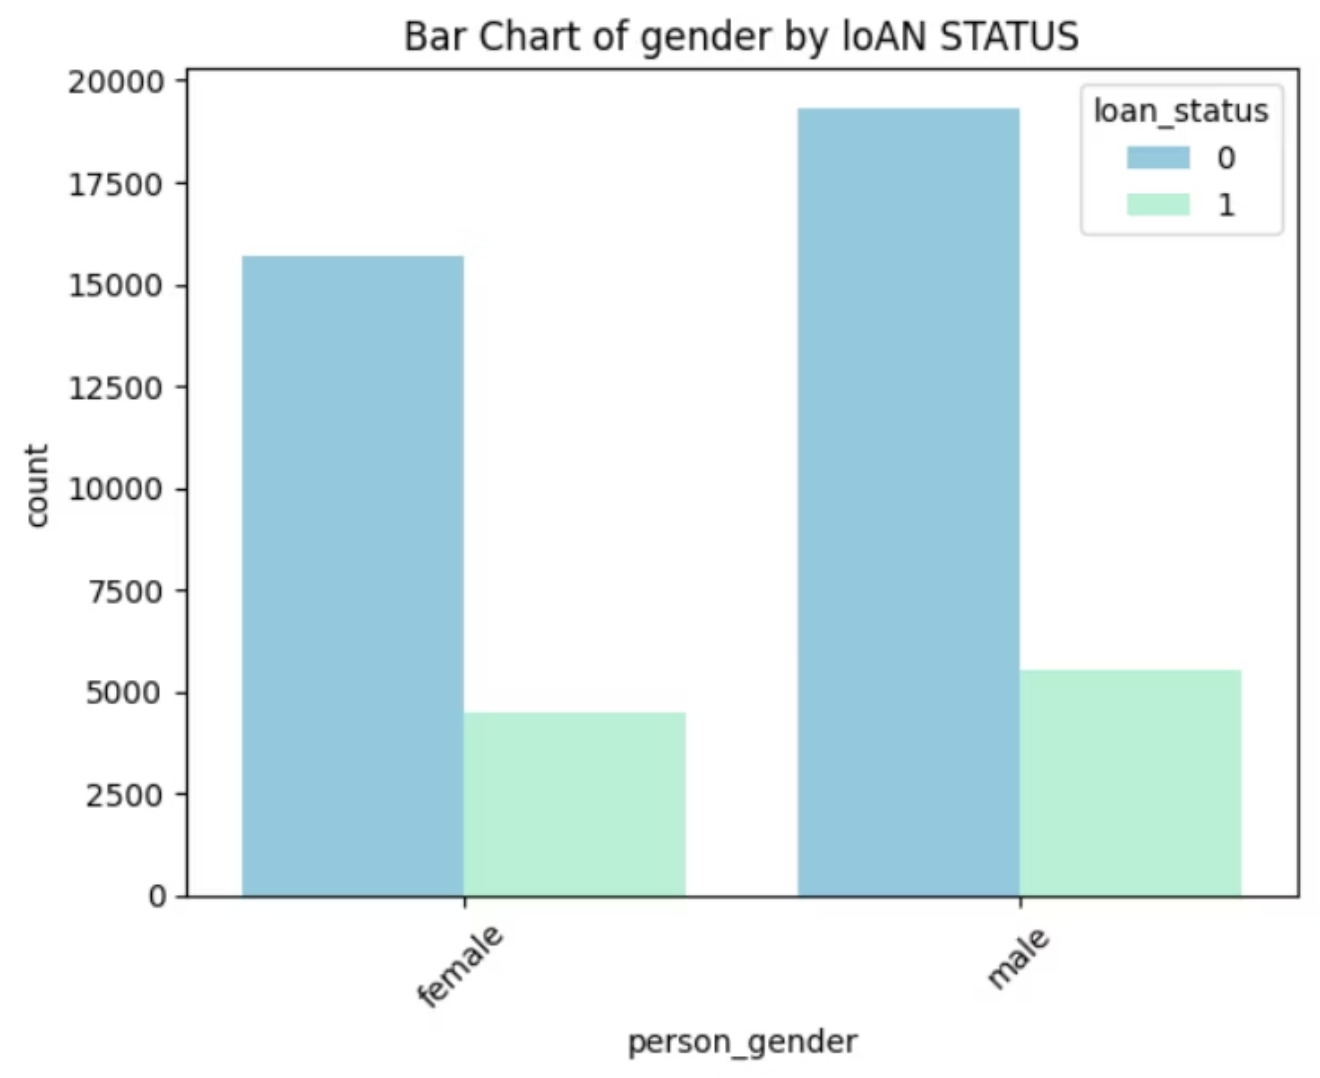 Bar Chart of gender by loAN STATUS
loan_status
0
1
20000
17500
15000
12500
10000
7500
5000
2500
0
count
female
male
person_gender